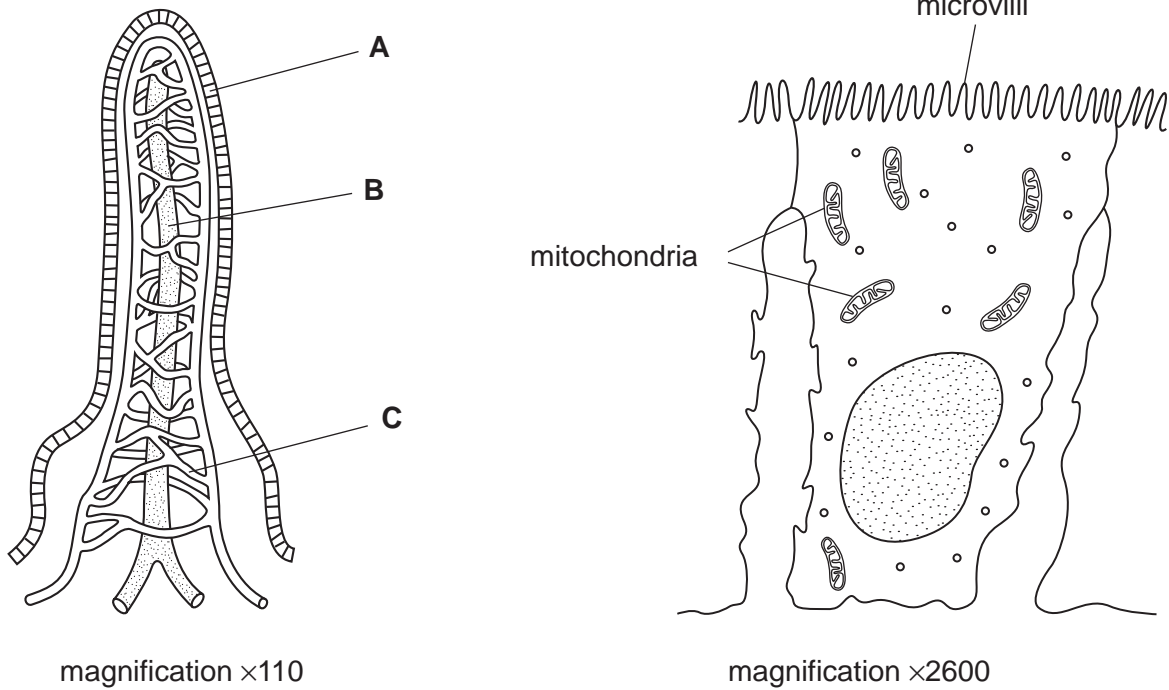 microvilli
A
B
mitochondria
C
magnification ×110
magnification ×2600